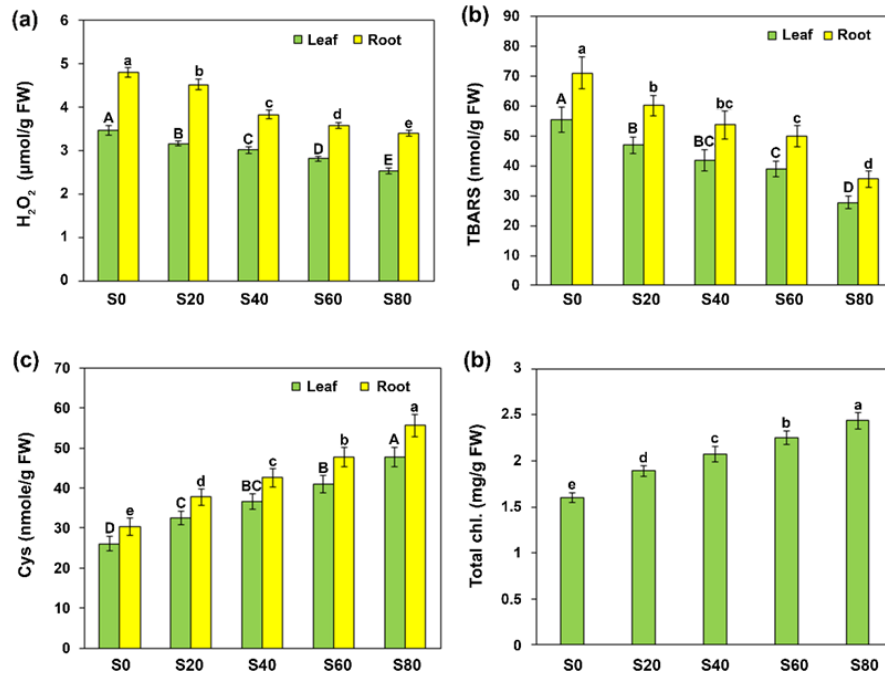 (a)
H2O2 (µmol/g FW)
6
5
4
3
2
1
0
Leaf Root
A a
B b
C c
D d
E e
S0 S20 S40 S60 S80
(b)
TBARS (nmol/g FW)
90
80
70
60
50
40
30
20
10
0
Leaf Root
A a
B b
BC bc
C c
D d
S0 S20 S40 S60 S80
(c)
Cys (nmole/g FW)
70
60
50
40
30
20
10
0
Leaf Root
D e
C d
BC c
B b
A a
S0 S20 S40 S60 S80
(b)
Total chl. (mg/g FW)
3
2.5
2
1.5
1
0.5
0
e d c b a
S0 S20 S40 S60 S80